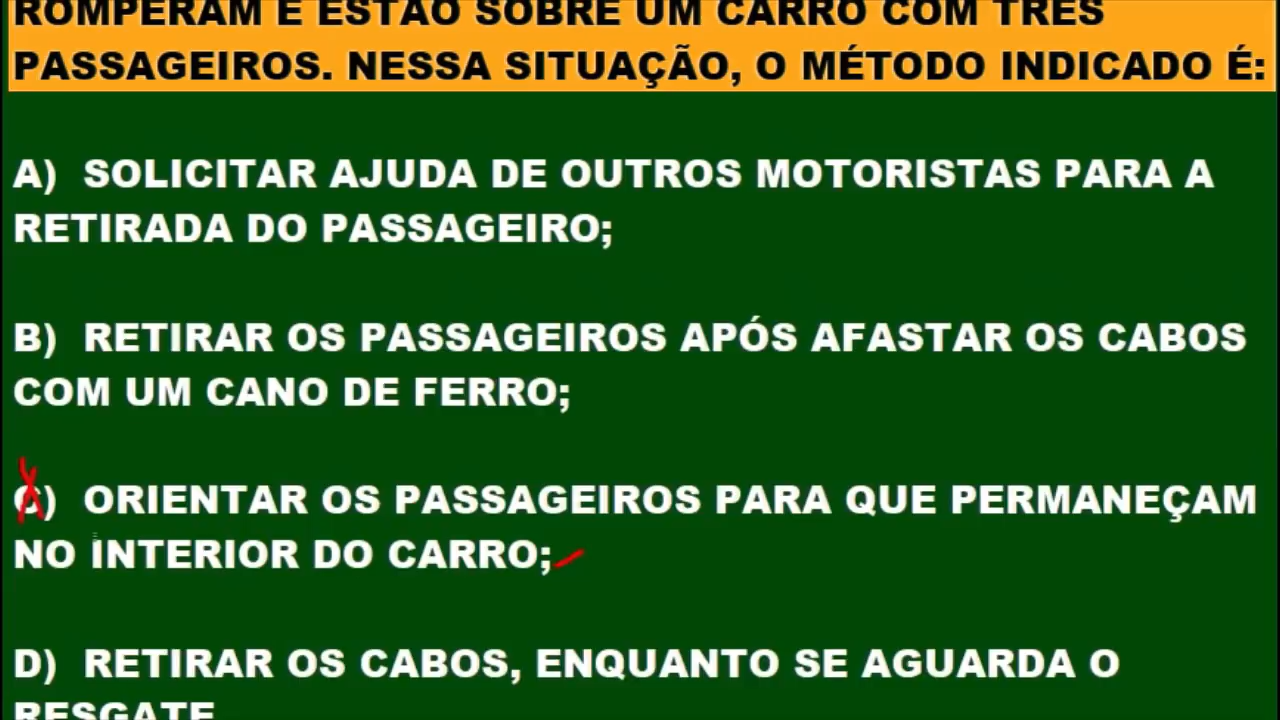 ROMPERAM E ESTÃO SOBRE UM CARRO COM TRÊS
PASSAGEIROS. NESSA SITUAÇÃO, O MÉTODO INDICADO É:
A) SOLICITAR AJUDA DE OUTROS MOTORISTAS PARA A
RETIRADA DO PASSAGEIRO;
B) RETIRAR OS PASSAGEIROS APÓS AFASTAR OS CABOS
COM UM CANO DE FERRO;
C) ORIENTAR OS PASSAGEIROS PARA QUE PERMANEÇAM
NO INTERIOR DO CARRO;
D) RETIRAR OS CABOS, ENQUANTO SE AGUARDA O
RESGATE